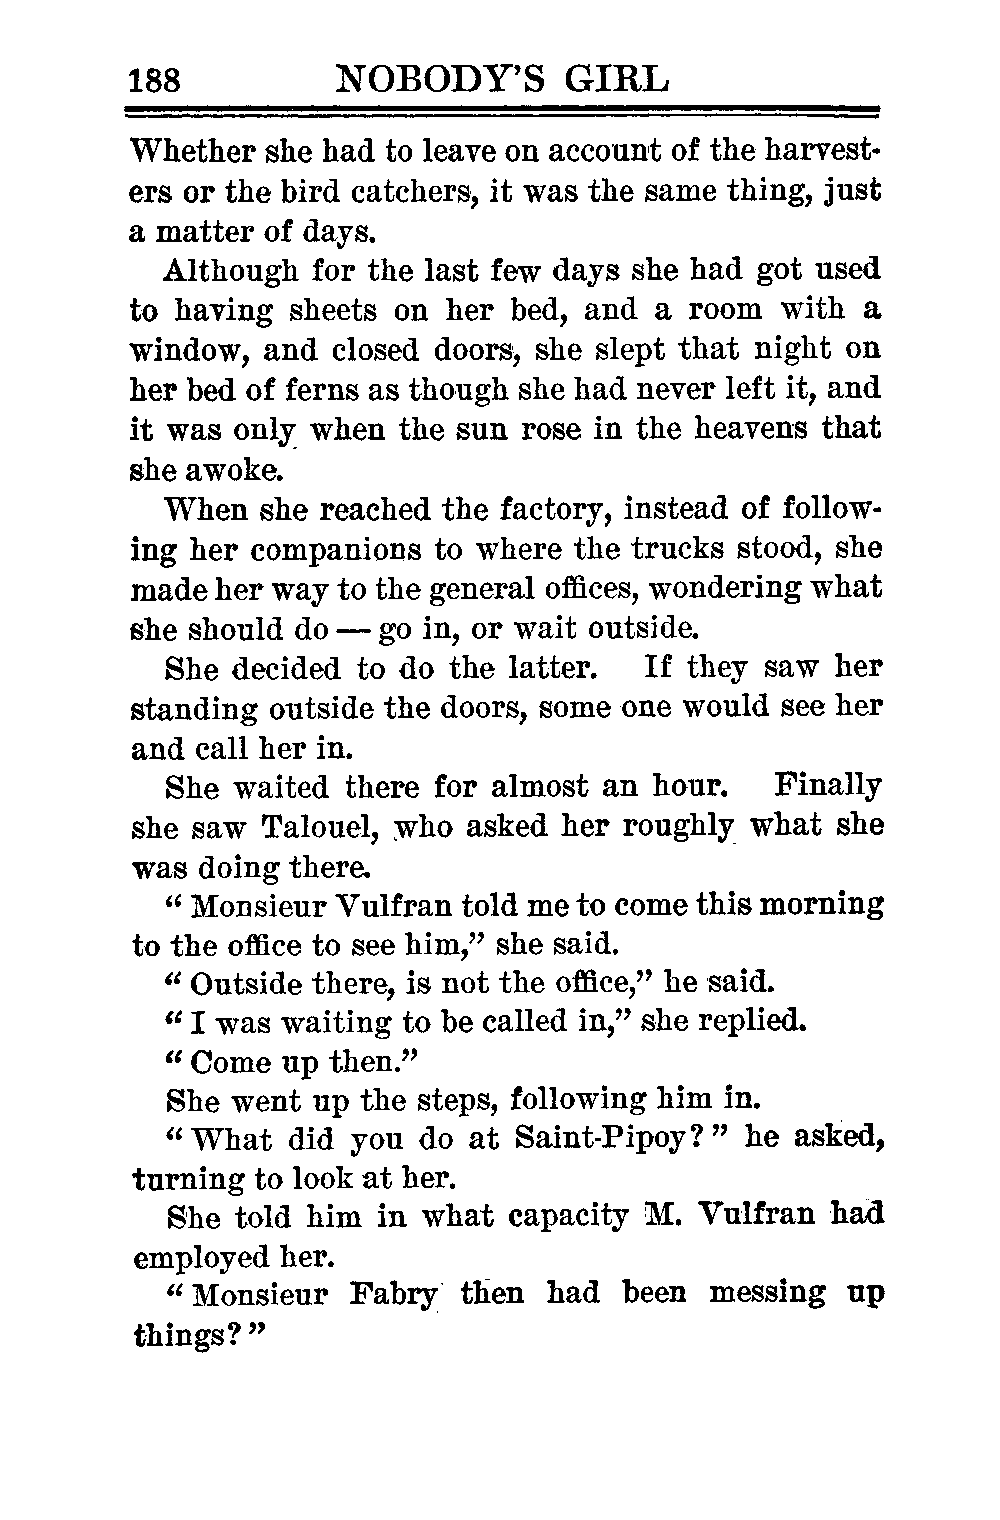 188 NOBODY'S GIRL
Whether she had to leave on account of the harvest-
ers or the bird catchers, it was the same thing, just
a matter of days.
Although for the last few days she had got used
to having sheets on her bed, and a room with a
window, and closed doors, she slept that night on
her bed of ferns as though she had never left it, and
it was only when the sun rose in the heavens that
she awoke.
When she reached the factory, instead of follow-
ing her companions to where the trucks stood, she
made her way to the general offices, wondering what
she should do — go in, or wait outside.
She decided to do the latter. If they saw her
standing outside the doors, some one would see her
and call her in.
She waited there for almost an hour. Finally
she saw Talouel, who asked her roughly what she
was doing there.
" Monsieur Vulfran told me to come this morning
to the office to see him," she said.
" Outside there, is not the office," he said.
" I was waiting to be called in," she replied.
" Come up then."
She went up the steps, following him in.
" What did you do at Saint-Pipoy? " he asked,
turning to look at her.
She told him in what capacity M. Vulfran had
employed her.
" Monsieur Fabry then had been messing up
things? "